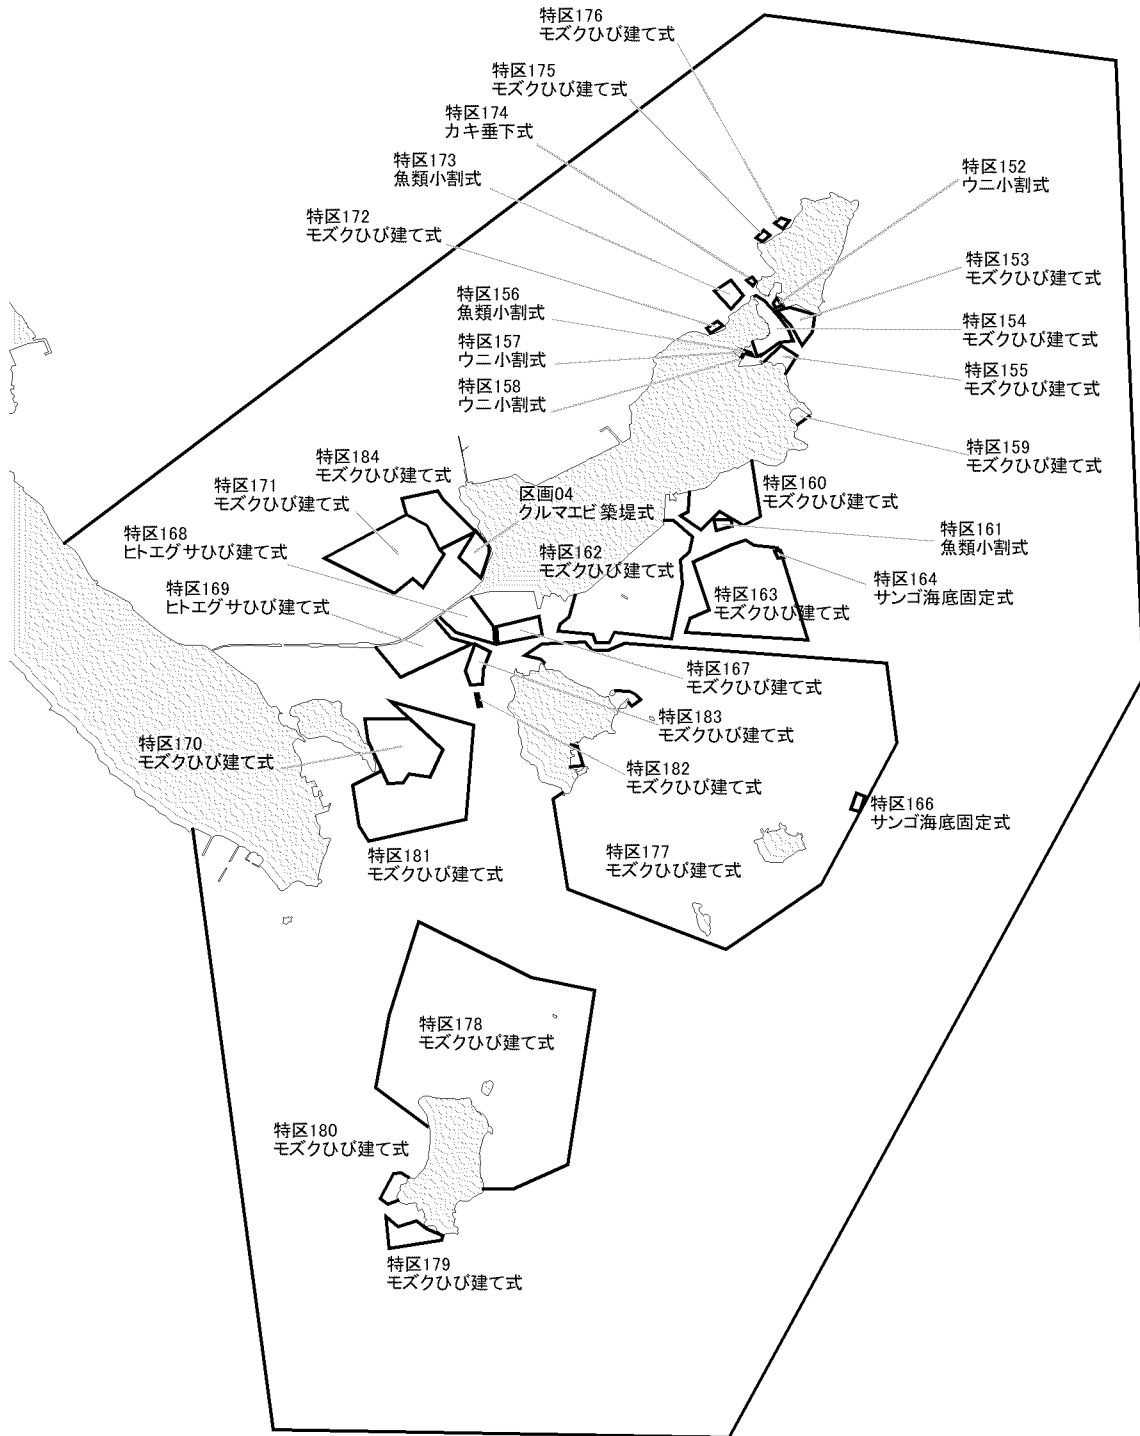 特区176
モズクひび建て式
特区175
モズクひび建て式
特区174
カキ垂下式
特区173
魚類小割式
特区172
モズクひび建て式
特区152
ウニ小割式
特区153
モズクひび建て式
特区156
魚類小割式
特区154
モズクひび建て式
特区157
ウニ小割式
特区155
モズクひび建て式
特区158
ウニ小割式
特区159
モズクひび建て式
特区184
モズクひび建て式
特区171
モズクひび建て式
区画04
クルマエビ築堤式
特区160
モズクひび建て式
特区168
ヒトエグサひび建て式
特区161
魚類小割式
特区162
モズクひび建て式
特区164
サンゴ海底固定式
特区169
ヒトエグサひび建て式
特区163
モズクひび建て式
特区167
モズクひび建て式
特区183
モズクひび建て式
特区170
モズクひび建て式
特区182
モズクひび建て式
特区166
サンゴ海底固定式
特区181
モズクひび建て式
特区177
モズクひび建て式
特区178
モズクひび建て式
特区180
モズクひび建て式
特区179
モズクひび建て式